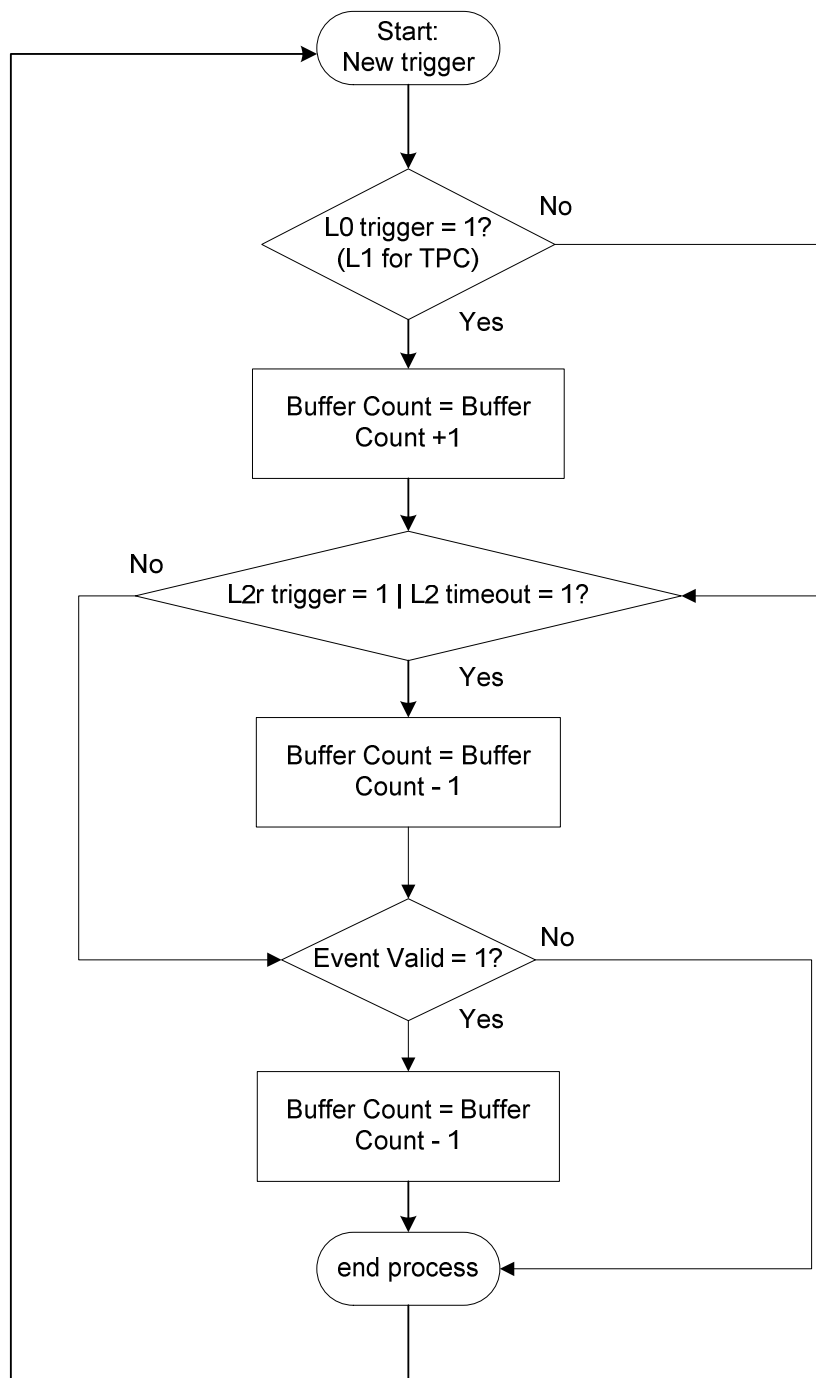 Start:
New trigger
L0 trigger = 1?
(L1 for TPC)
No
Yes
Buffer Count = Buffer
Count +1
No
L2r trigger = 1 | L2 timeout = 1?
Yes
Buffer Count = Buffer
Count - 1
Event Valid = 1?
No
Yes
Buffer Count = Buffer
Count - 1
end process